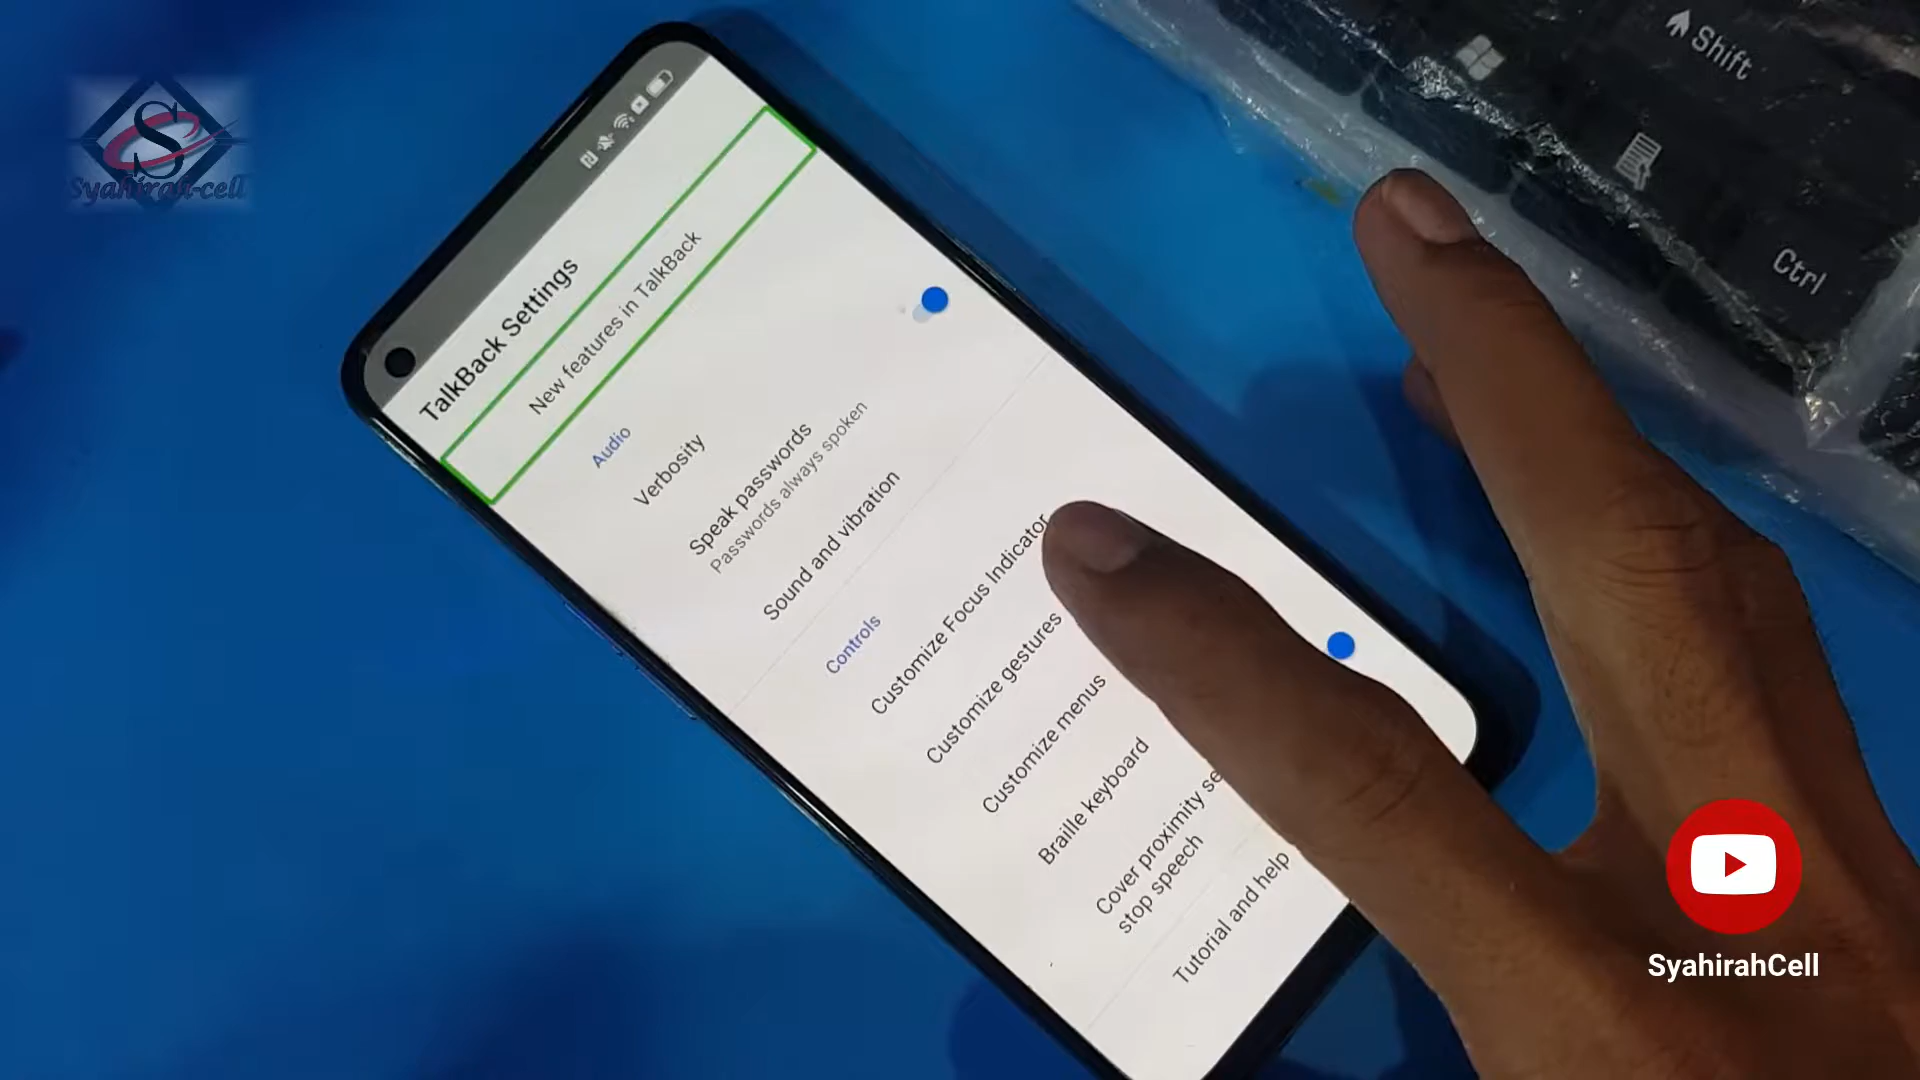 Syahirah-cell
TalkBack Settings
New features in TalkBack
Audio
Verbosity
Speak passwords
Passwords always spoken
Sound and vibration
Controls
Customize Focus Indicator
Customize gestures
Customize menus
Braille keyboard
Cover proximity se
stop speech
Tutorial and help
Shift
Ctrl
SyahirahCell